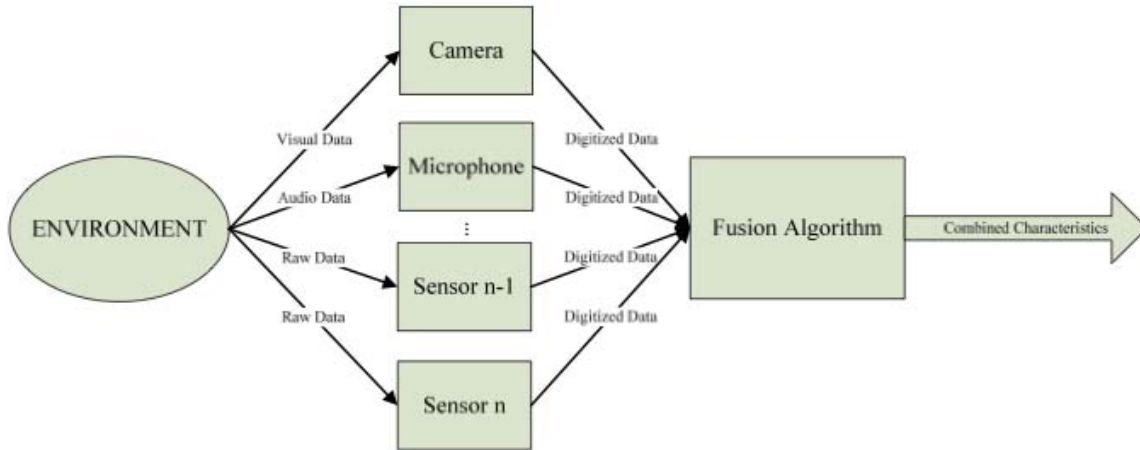 Camera
Visual Data
Digitized Data
Microphone
Audio Data
Digitized Data
ENVIRONMENT
...
Fusion Algorithm
Combined Characteristics
Raw Data
Sensor n-1
Digitized Data
Raw Data
Digitized Data
Sensor n